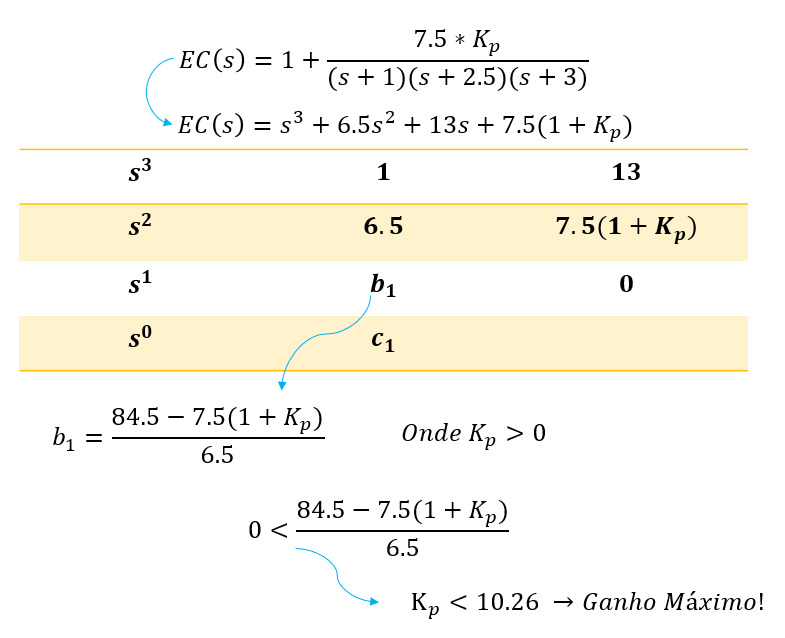 EC(s) = 1 + \frac{7.5 * K_p}{(s + 1)(s + 2.5)(s + 3)}
EC(s) = s^3 + 6.5s^2 + 13s + 7.5(1 + K_p)
s^3 1 13
s^2 6.5 7.5(1 + K_p)
s^1 b_1 0
s^0 c_1
b_1 = \frac{84.5 − 7.5(1 + K_p)}{6.5} Onde K_p > 0
0 < \frac{84.5 − 7.5(1 + K_p)}{6.5}
K_p < 10.26 → Ganho Máximo!